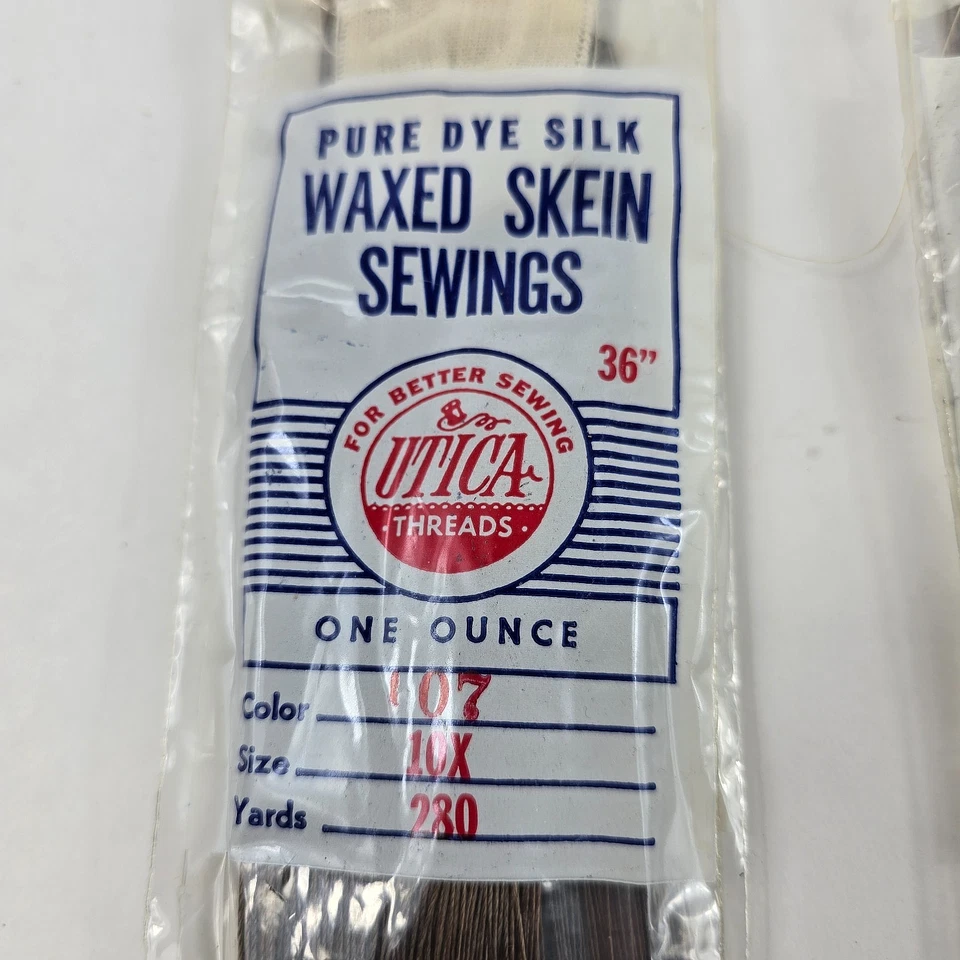 PURE DYE SILK
WAXED SKEIN
SEWINGS
36”
FOR BETTER SEWING
UTICA
·THREADS·
ONE OUNCE
Color 07
Size 10X
Yards 280